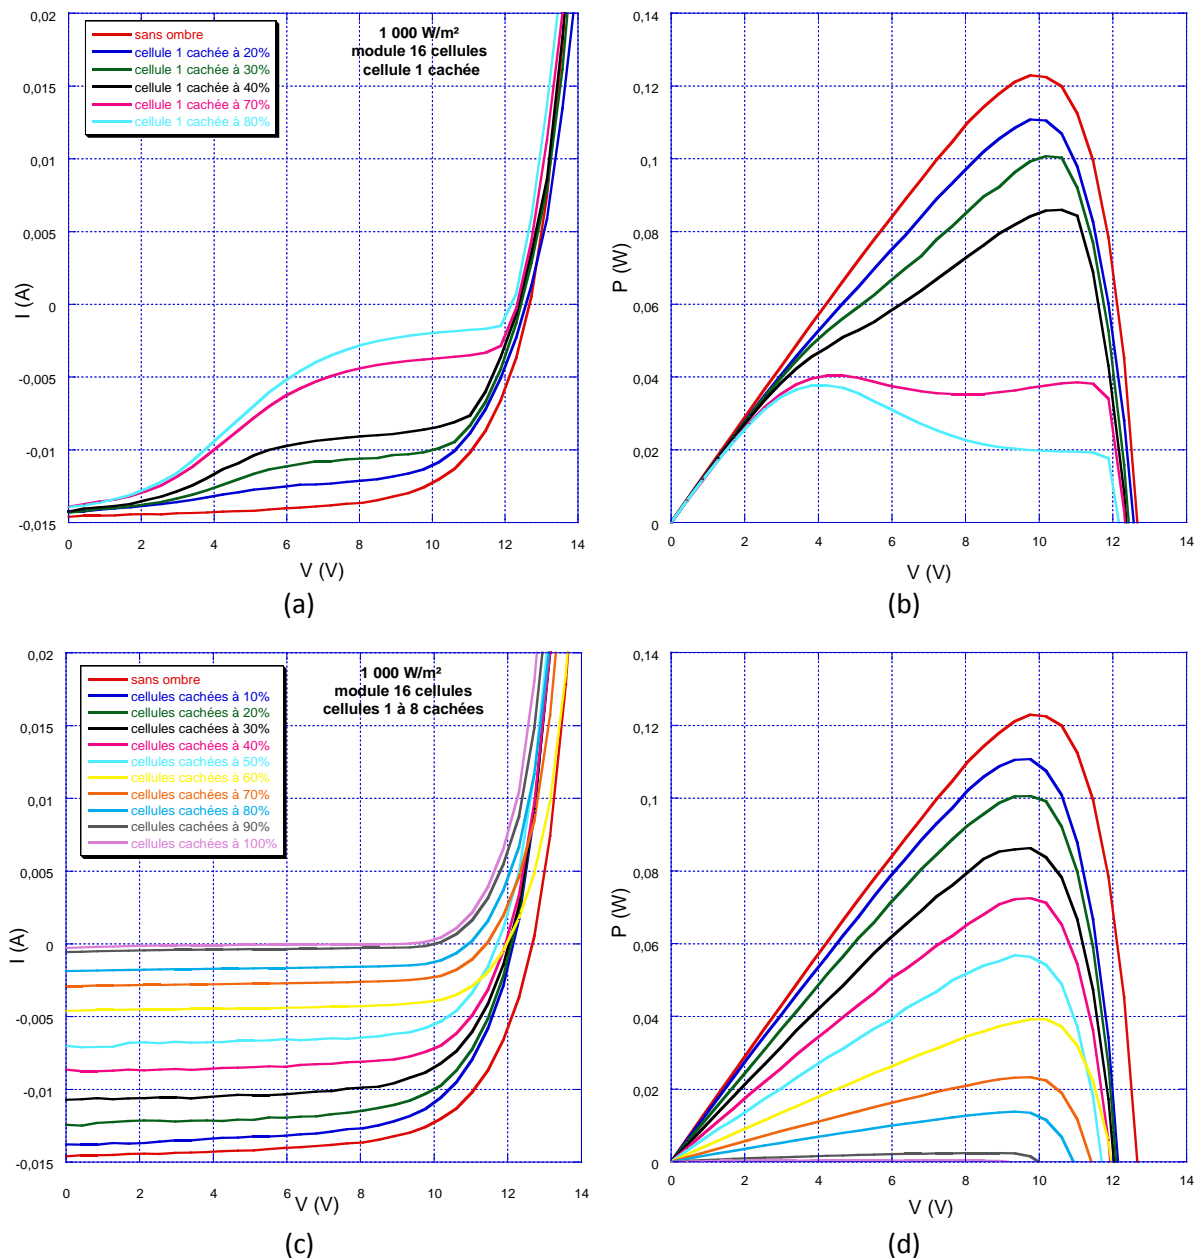 0,02
0,015
0,01
0,005
0
-0,005
-0,01
-0,015
I (A)
sans ombre
cellule 1 cachée à 20%
cellule 1 cachée à 30%
cellule 1 cachée à 40%
cellule 1 cachée à 70%
cellule 1 cachée à 80%
1 000 W/m²
module 16 cellules
cellule 1 cachée
0 2 4 6 8 10 12 14
V (V)
(a)
0,14
0,12
0,1
0,08
0,06
0,04
0,02
0
P (W)
0 2 4 6 8 10 12 14
V (V)
(b)
0,02
0,015
0,01
0,005
0
-0,005
-0,01
-0,015
I (A)
sans ombre
cellules cachées à 10%
cellules cachées à 20%
cellules cachées à 30%
cellules cachées à 40%
cellules cachées à 50%
cellules cachées à 60%
cellules cachées à 70%
cellules cachées à 80%
cellules cachées à 90%
cellules cachées à 100%
1 000 W/m²
module 16 cellules
cellules 1 à 8 cachées
0 2 4 6 8 10 12 14
V (V)
(c)
0,14
0,12
0,1
0,08
0,06
0,04
0,02
0
P (W)
0 2 4 6 8 10 12 14
V (V)
(d)